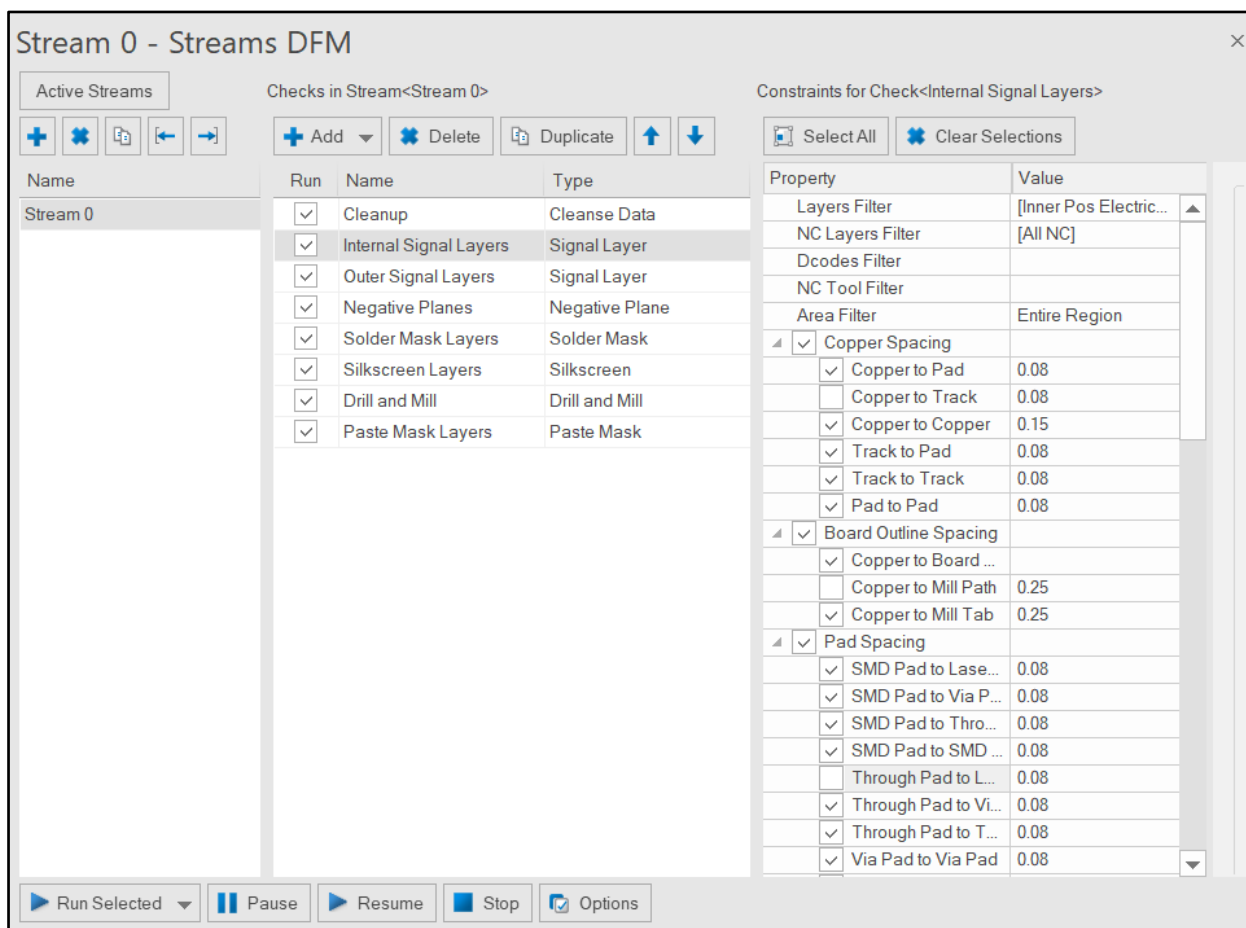 Stream 0 - Streams DFM
Active Streams
Checks in Stream<Stream 0>
Constraints for Check<Internal Signal Layers>
Add
Delete
Duplicate
Select All
Clear Selections
Name
Stream 0
Run Name Type
Cleanup Cleanse Data
Internal Signal Layers Signal Layer
Outer Signal Layers Signal Layer
Negative Planes Negative Plane
Solder Mask Layers Solder Mask
Silkscreen Layers Silkscreen
Drill and Mill Drill and Mill
Paste Mask Layers Paste Mask
Property Value
Layers Filter [Inner Pos Electric...
NC Layers Filter [All NC]
Dcodes Filter
NC Tool Filter
Area Filter Entire Region
Copper Spacing
Copper to Pad 0.08
Copper to Track 0.08
Copper to Copper 0.15
Track to Pad 0.08
Track to Track 0.08
Pad to Pad 0.08
Board Outline Spacing
Copper to Board ...
Copper to Mill Path 0.25
Copper to Mill Tab 0.25
Pad Spacing
SMD Pad to Lase... 0.08
SMD Pad to Via P... 0.08
SMD Pad to Thro... 0.08
SMD Pad to SMD ... 0.08
Through Pad to L... 0.08
Through Pad to Vi... 0.08
Through Pad to T... 0.08
Via Pad to Via Pad 0.08
Run Selected
Pause
Resume
Stop
Options